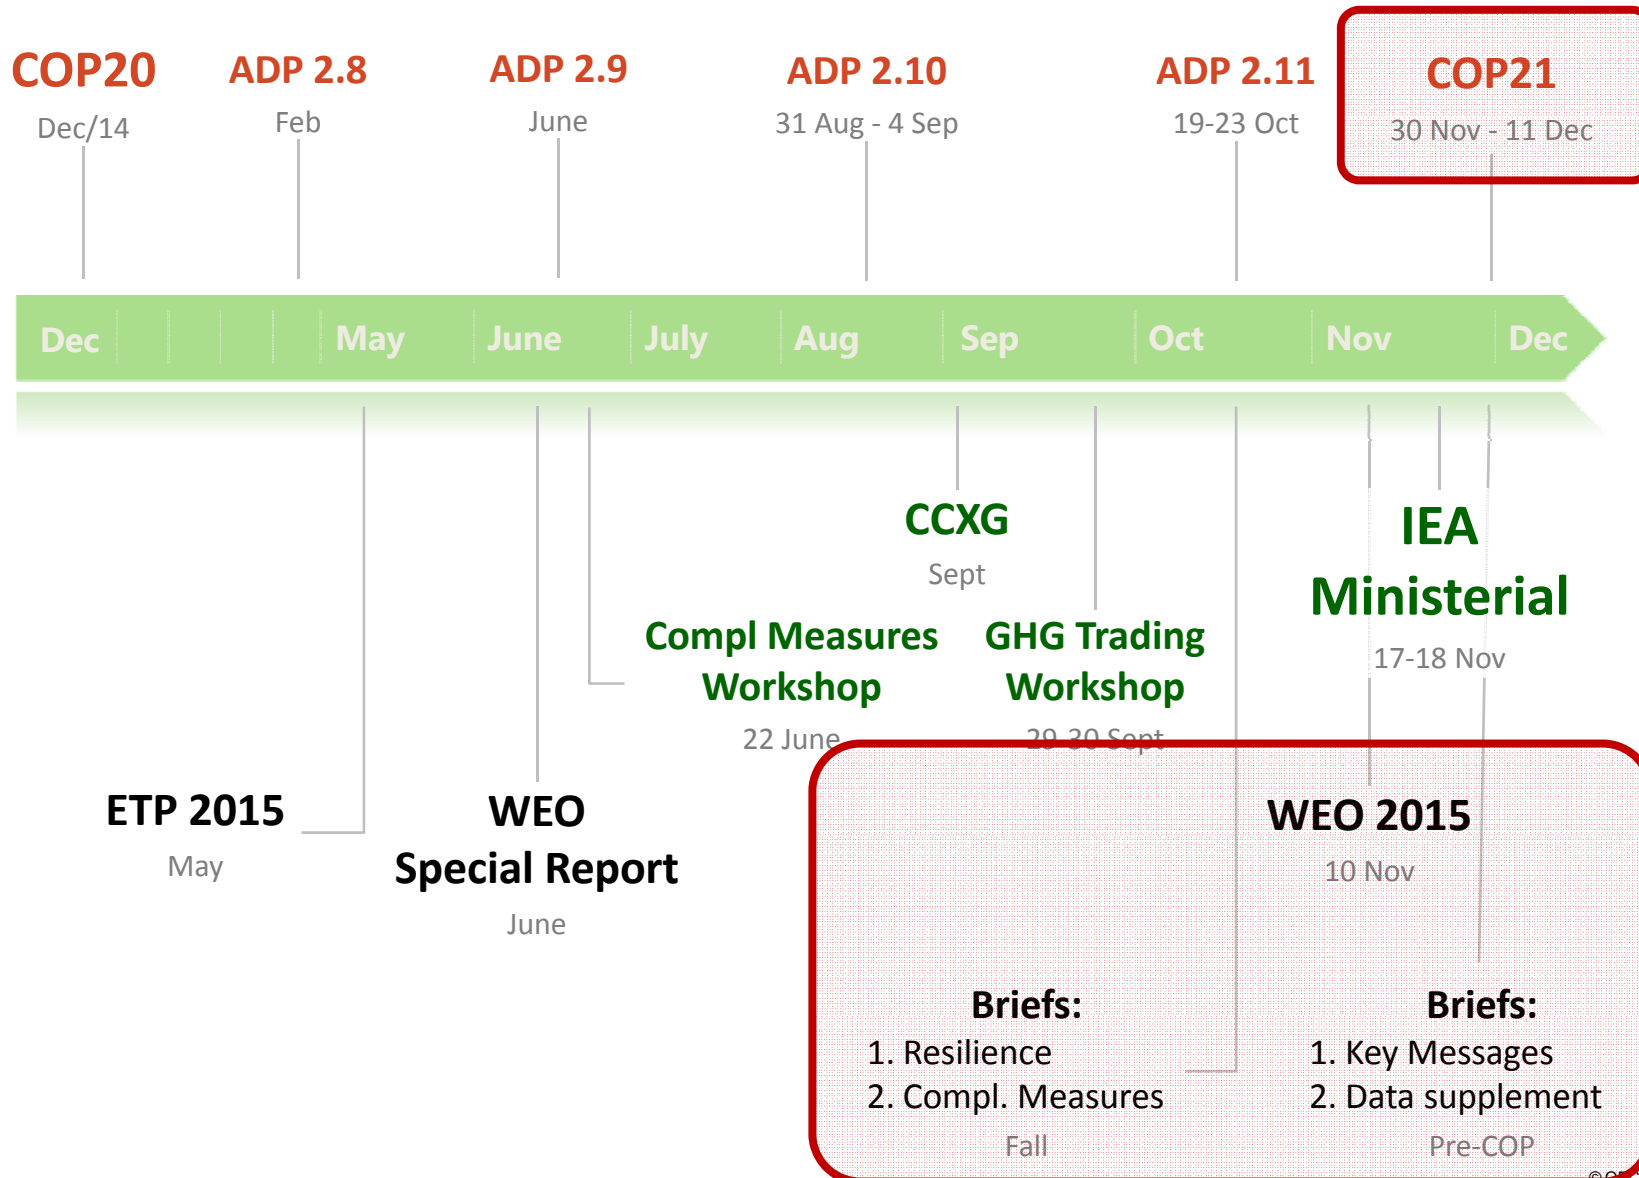 COP20
Dec/14
ADP 2.8
Feb
ADP 2.9
June
ADP 2.10
31 Aug - 4 Sep
ADP 2.11
19-23 Oct
COP21
30 Nov - 11 Dec
Dec May June July Aug Sep Oct Nov Dec
CCXG
Sept
IEA
Ministerial
17-18 Nov
Compl Measures
Workshop
22 June
GHG Trading
Workshop
29-30 Sept
ETP 2015
May
WEO
Special Report
June
WEO 2015
10 Nov
Briefs:
1. Resilience
2. Compl. Measures
Fall
Briefs:
1. Key Messages
2. Data supplement
Pre-COP